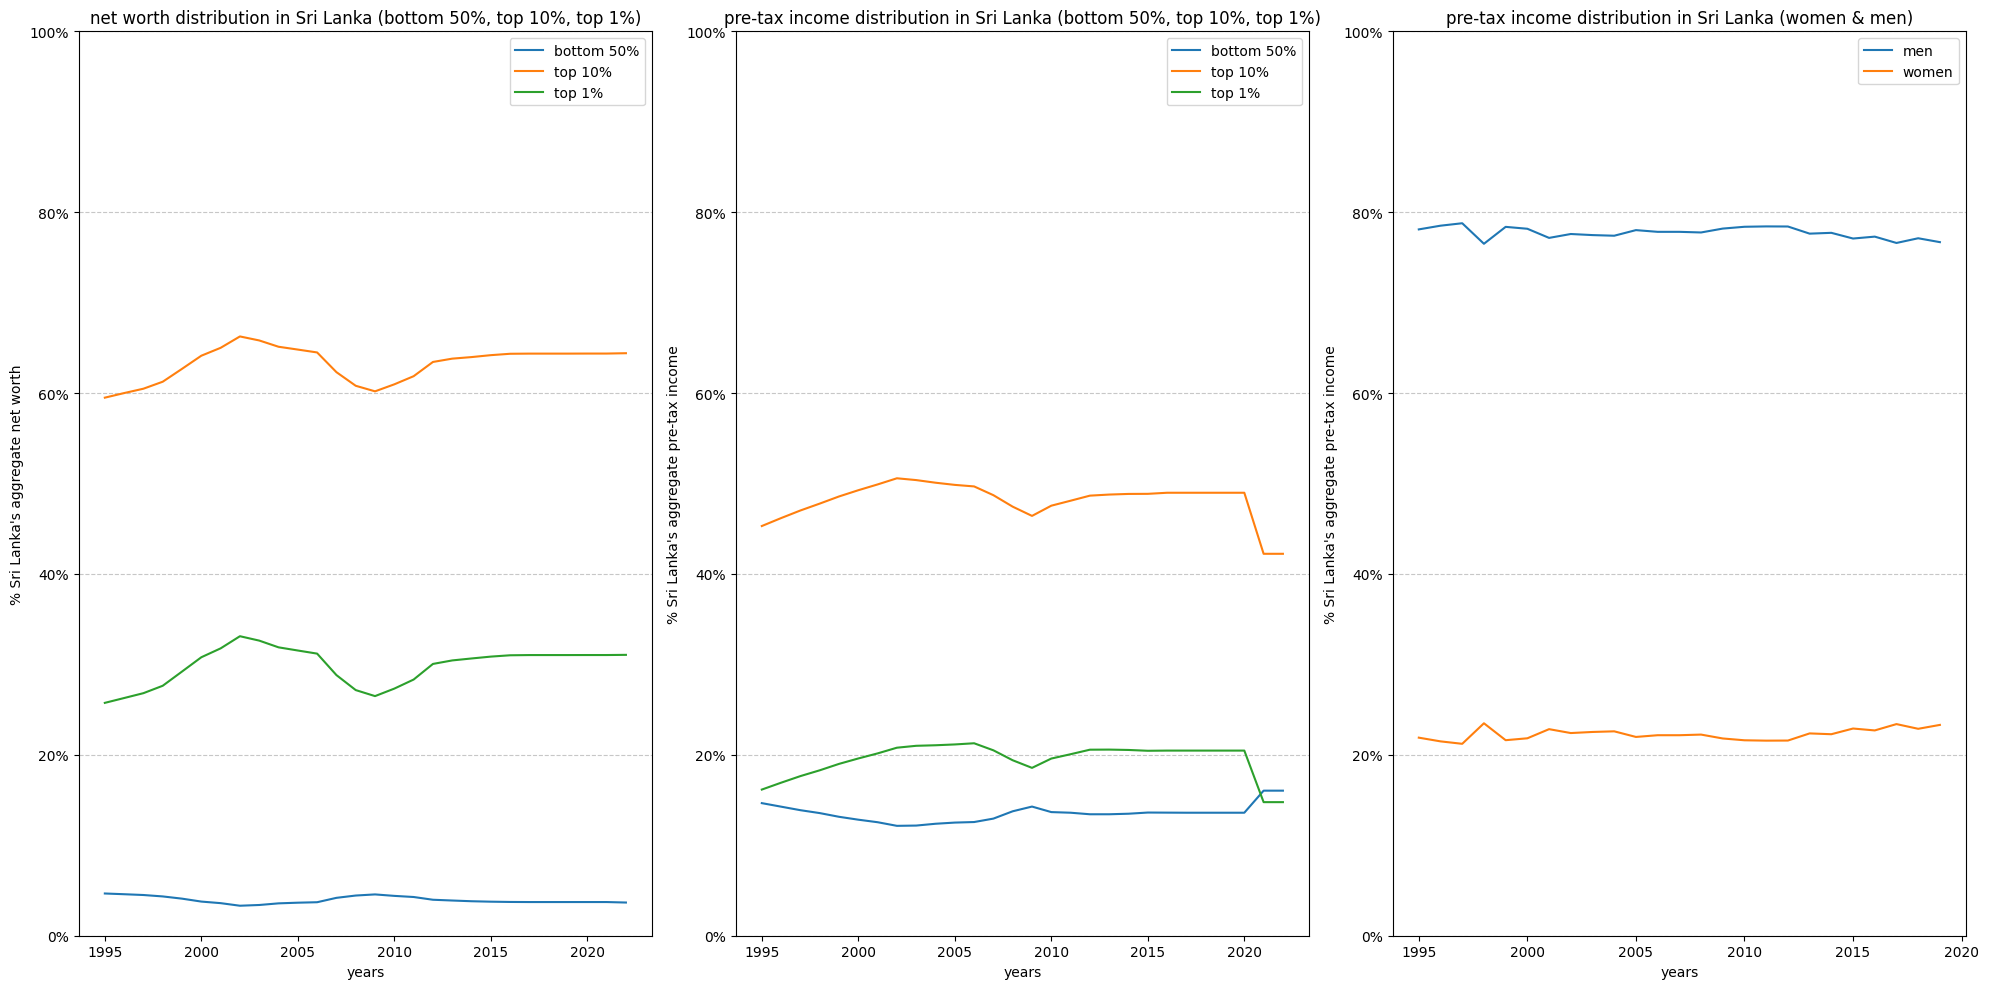 net worth distribution in Sri Lanka (bottom 50%, top 10%, top 1%)
% Sri Lanka's aggregate net worth
100%
80%
60%
40%
20%
0%
bottom 50%
top 10%
top 1%
1995
2000
2005
2010
2015
2020
years
pre-tax income distribution in Sri Lanka (bottom 50%, top 10%, top 1%)
% Sri Lanka's aggregate pre-tax income
100%
80%
60%
40%
20%
0%
bottom 50%
top 10%
top 1%
1995
2000
2005
2010
2015
2020
years
pre-tax income distribution in Sri Lanka (women & men)
% Sri Lanka's aggregate pre-tax income
100%
80%
60%
40%
20%
0%
men
women
1995
2000
2005
2010
2015
2020
years